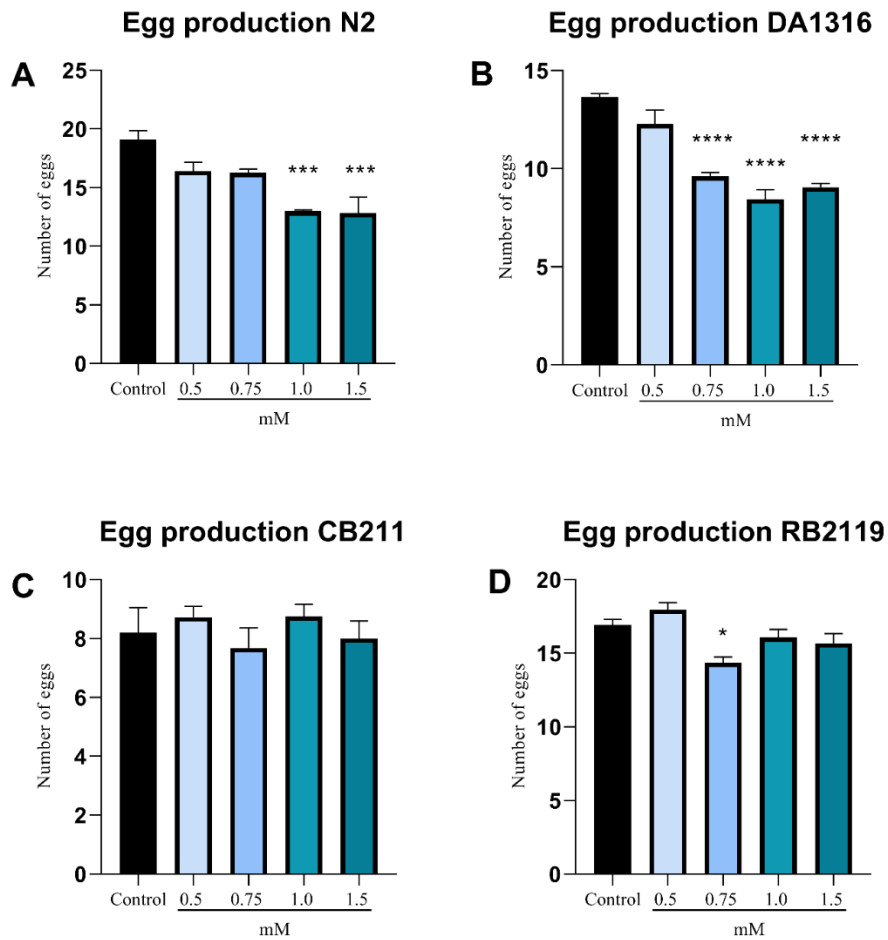 Egg production N2
A
Number of eggs
25
20
15
10
5
0
*** ***
Control 0.5 0.75 1.0 1.5
mM
Egg production DA1316
B
Number of eggs
15
10
5
0
**** **** ****
Control 0.5 0.75 1.0 1.5
mM
Egg production CB211
C
Number of eggs
10
8
6
4
2
0
Control 0.5 0.75 1.0 1.5
mM
Egg production RB2119
D
Number of eggs
20
15
10
5
0
*
Control 0.5 0.75 1.0 1.5
mM